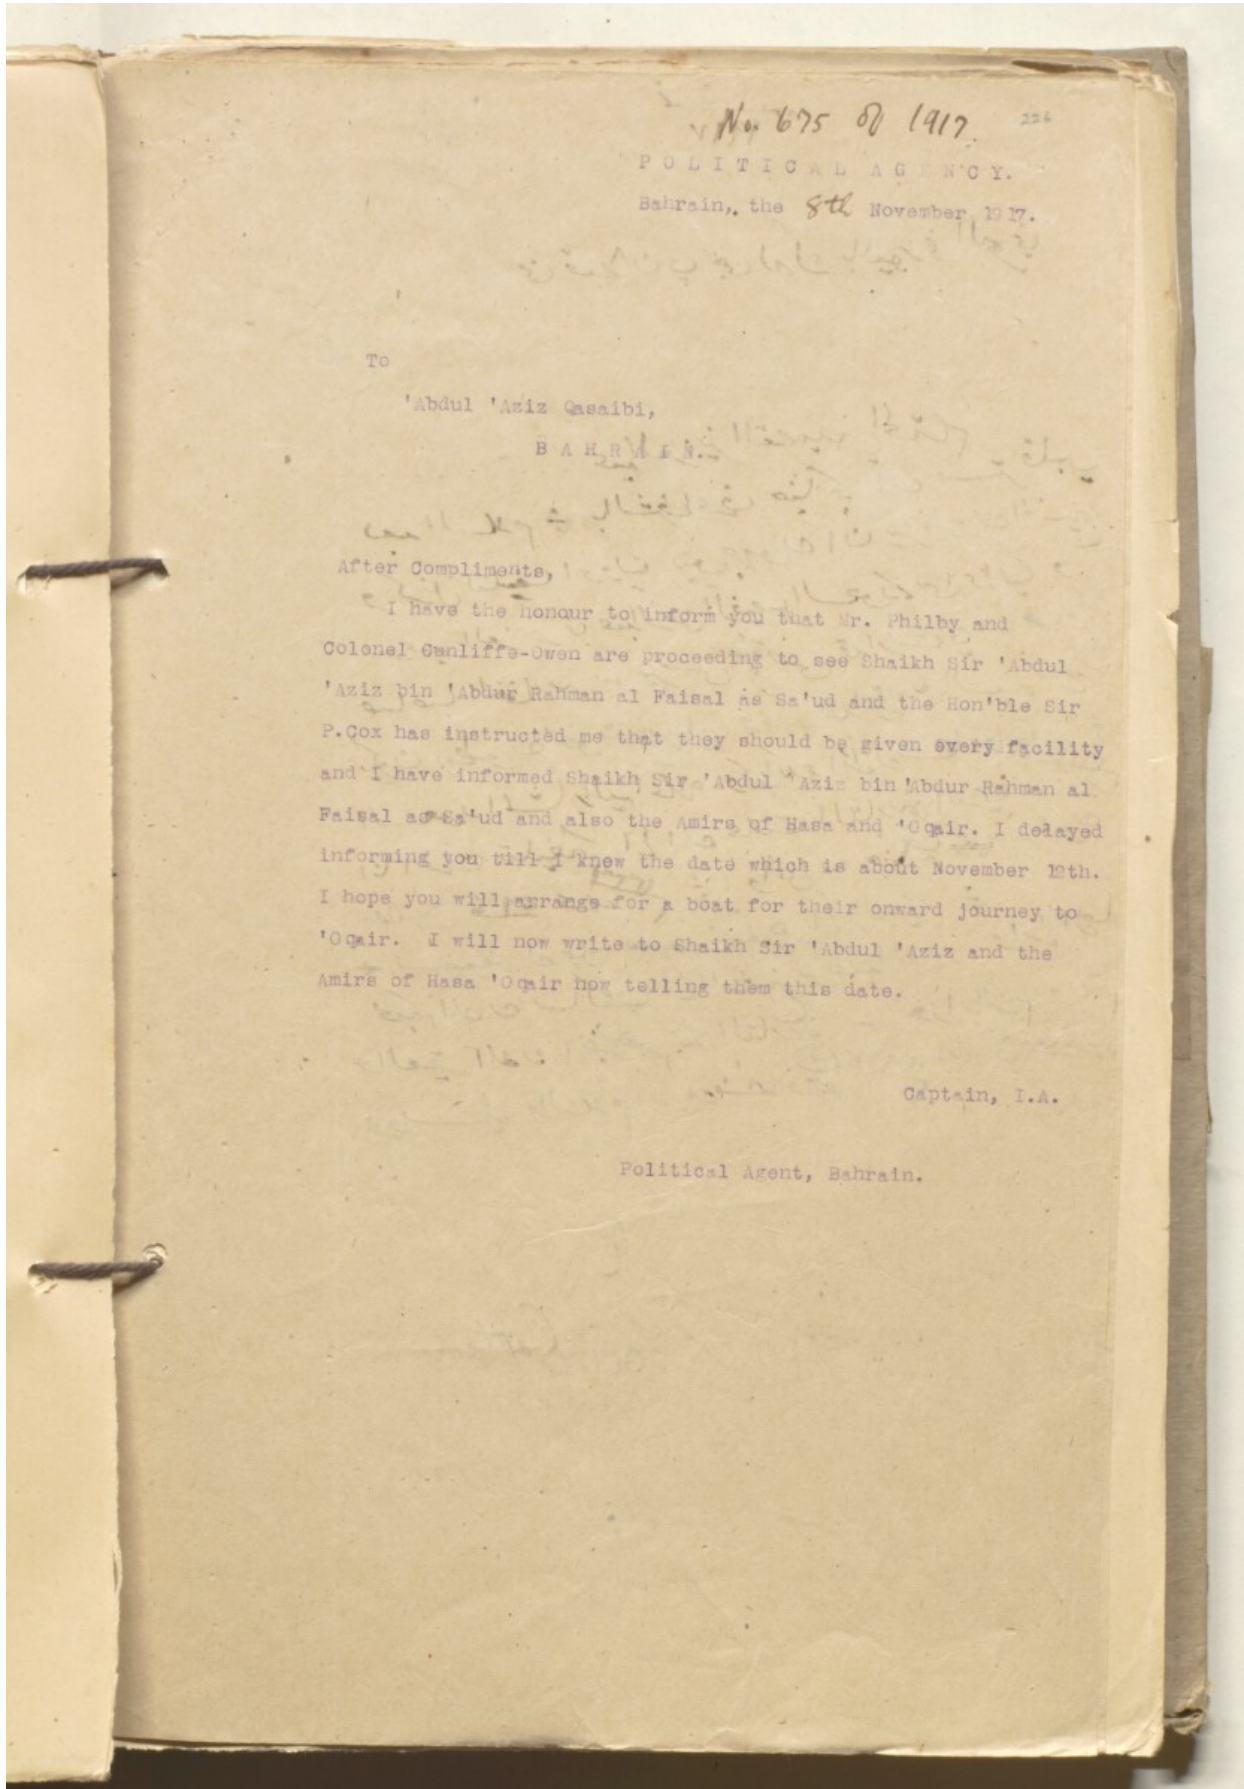 No. 675 of 1917.
226
POLITICAL AGENCY.
Bahrain,. the 8th November 1917.
To
'Abdul 'Aziz Qasaibi,
BAHRAIN.
After Compliments,
I have the honour to inform you that Mr. Philby and
Colonel Cunliffe-Owen are proceeding to see Shaikh Sir 'Abdul
'Aziz bin 'Abdur Rahman al Faisal as Sa'ud and the Hon'ble Sir
P.Cox has instructed me that they should be given every facility
and I have informed Shaikh Sir 'Abdul 'Aziz bin 'Abdur Rahman al
Faisal as Sa'ud and also the Amirs of Hasa and 'Oqair. I delayed
informing you till I knew the date which is about November 12th.
I hope you will arrange for a boat for their onward journey to
'Oqair. I will now write to Shaikh Sir 'Abdul 'Aziz and the
Amirs of Hasa 'Oqair now telling them this date.
Captain, I.A.
Political Agent, Bahrain.